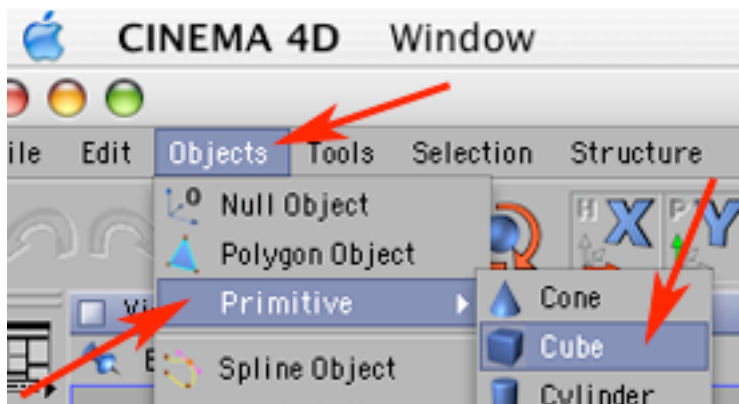 CINEMA 4D Window
ile Edit Objects Tools Selection Structure
Null Object
Polygon Object
Primitive
Cone
Cube
Spline Object
Cylinder